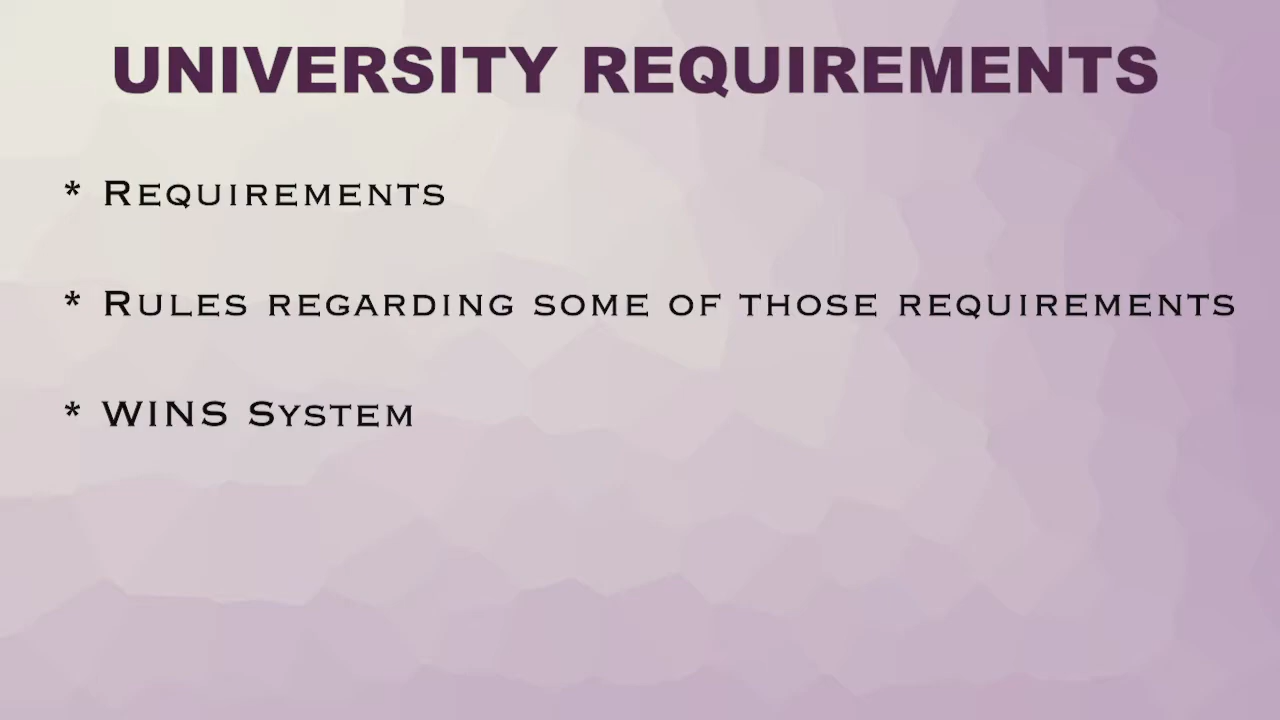 UNIVERSITY REQUIREMENTS
* Requirements
* Rules regarding some of those requirements
* WINS System